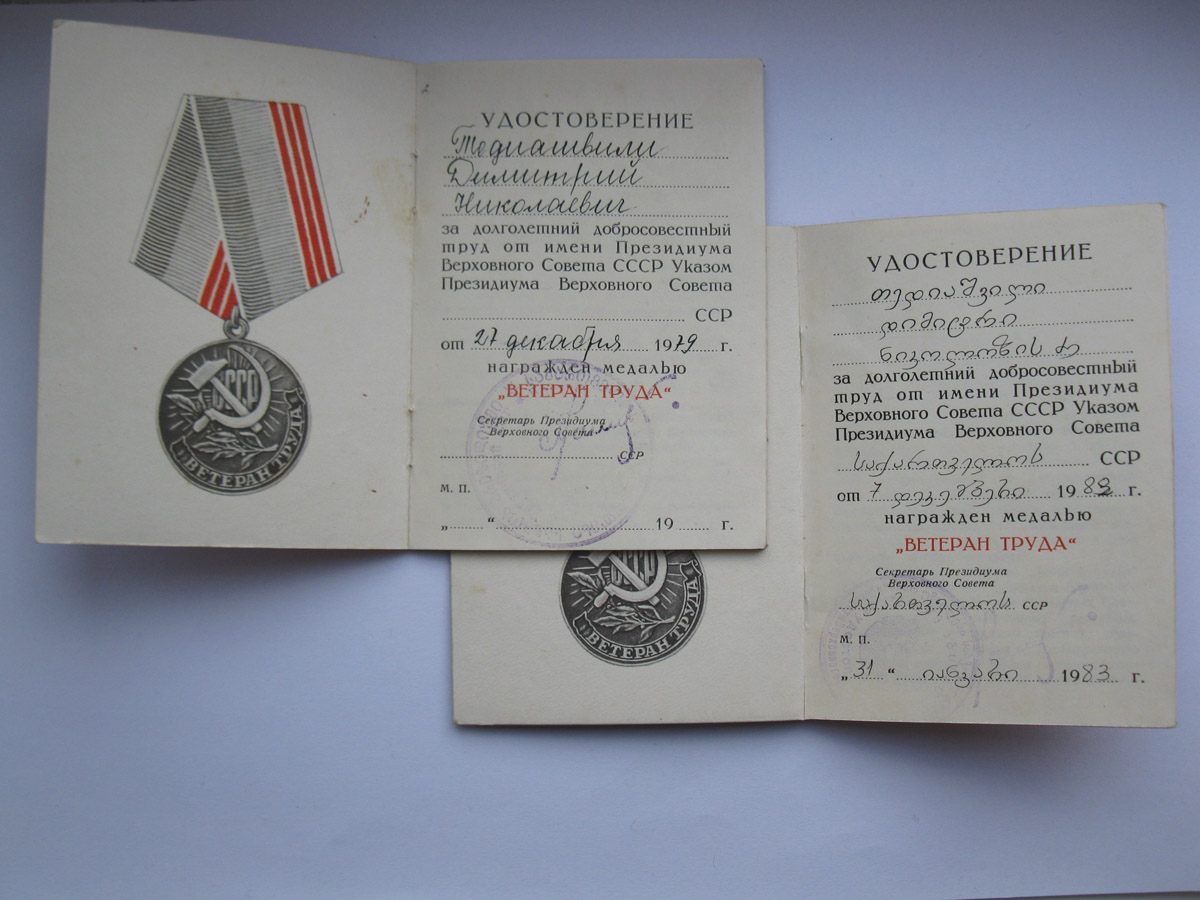 СССР
ВЕТЕРАН ТРУДА
УДОСТОВЕРЕНИЕ
Тедиашвили
Димитрий
Николаевич
за долголетний добросовестный
труд от имени Президиума
Верховного Совета СССР Указом
Президиума Верховного Совета
ССР
от 27 декабря 1979 г.
награжден медалью
„ВЕТЕРАН ТРУДА“
Секретарь Президиума
Верховного Совета
ССР
М. П.
„ “ 19 г.
СССР
ВЕТЕРАН ТРУДА
УДОСТОВЕРЕНИЕ
თედიაშვილი
დიმიტრი
ნიკოლოზის ძე
за долголетний добросовестный
труд от имени Президиума
Верховного Совета СССР Указом
Президиума Верховного Совета
საქართველოს ССР
от 7 დეკემბერი 1982 г.
награжден медалью
„ВЕТЕРАН ТРУДА“
Секретарь Президиума
Верховного Совета
საქართველოს ССР
М. П.
„31“ იანვარი 1983 г.